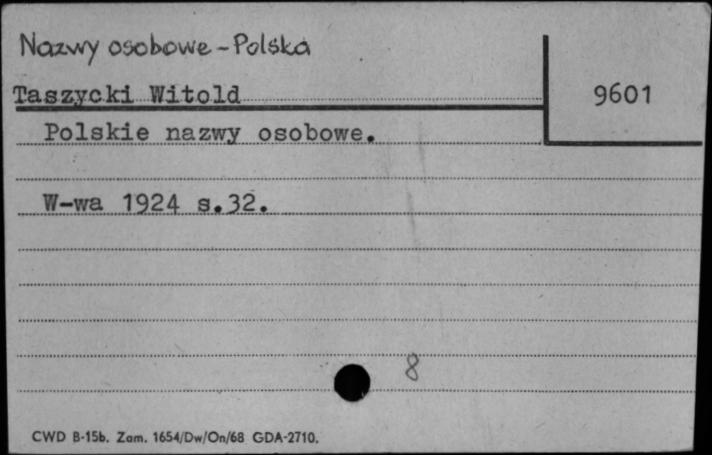 Nazwy osobowe - Polska
Taszycki Witold
9601
Polskie nazwy osobowe.
W-wa 1924 s.32.
8
CWD B-15b. Zam. 1654/Dw/On/68 GDA-2710.